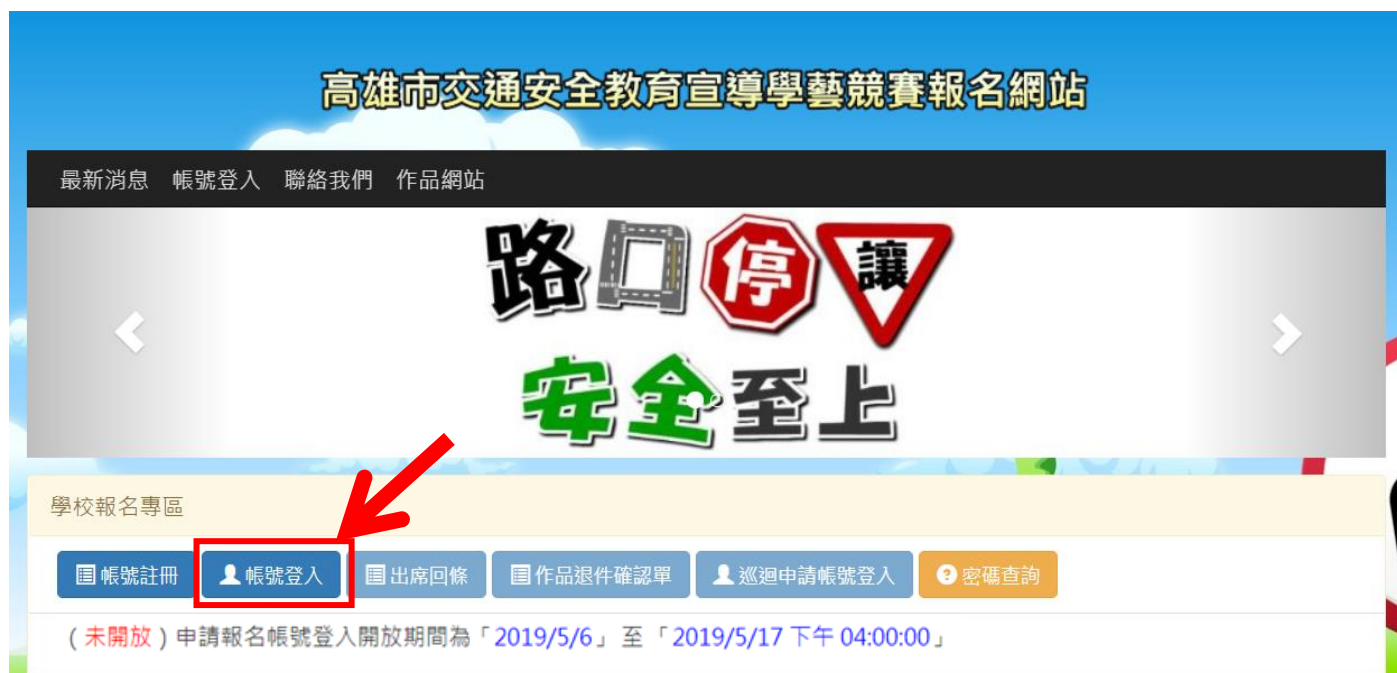 高雄市交通安全教育宣導學藝競賽報名網站
最新消息 帳號登入 聯絡我們 作品網站
路口停讓
安全至上
學校報名專區
帳號註冊 帳號登入 出席回條 作品退件確認單 巡迴申請帳號登入 密碼查詢
(未開放)申請報名帳號登入開放期間為「2019/5/6」 至 「2019/5/17 下午 04:00:00」